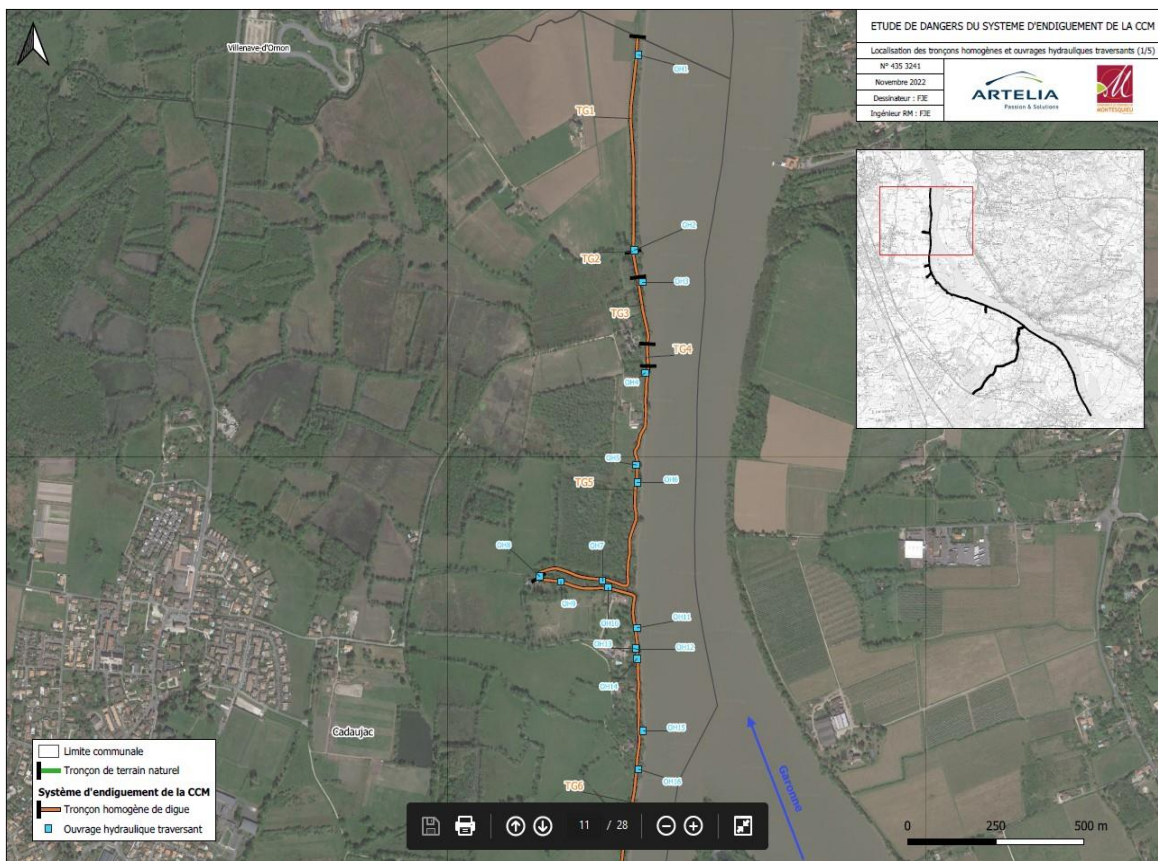 ETUDE DE DANGERS DU SYSTEME D'ENDIGUEMENT DE LA CCM
Localisation des tronçons homogènes et ouvrages hydrauliques traversants (1/5)
N° 435 3241
Novembre 2022
Dessinateur : FJE
Ingénieur RM : FJE
ARTELIA
Passion & Solutions
MONTESQUIEU
Villenave-d'Ornon
OH1
TG1
OH2
TG2
OH3
TG3
TG4
OH4
OH5
TG5
OH6
OH8
OH7
OH9
OH10
OH11
OH13
OH12
OH14
Cadaujac
OH15
OH16
TG6
Garonne
Limite communale
Tronçon de terrain naturel
Système d'endiguement de la CCM
Tronçon homogène de digue
Ouvrage hydraulique traversant
11 / 28
0 250 500 m